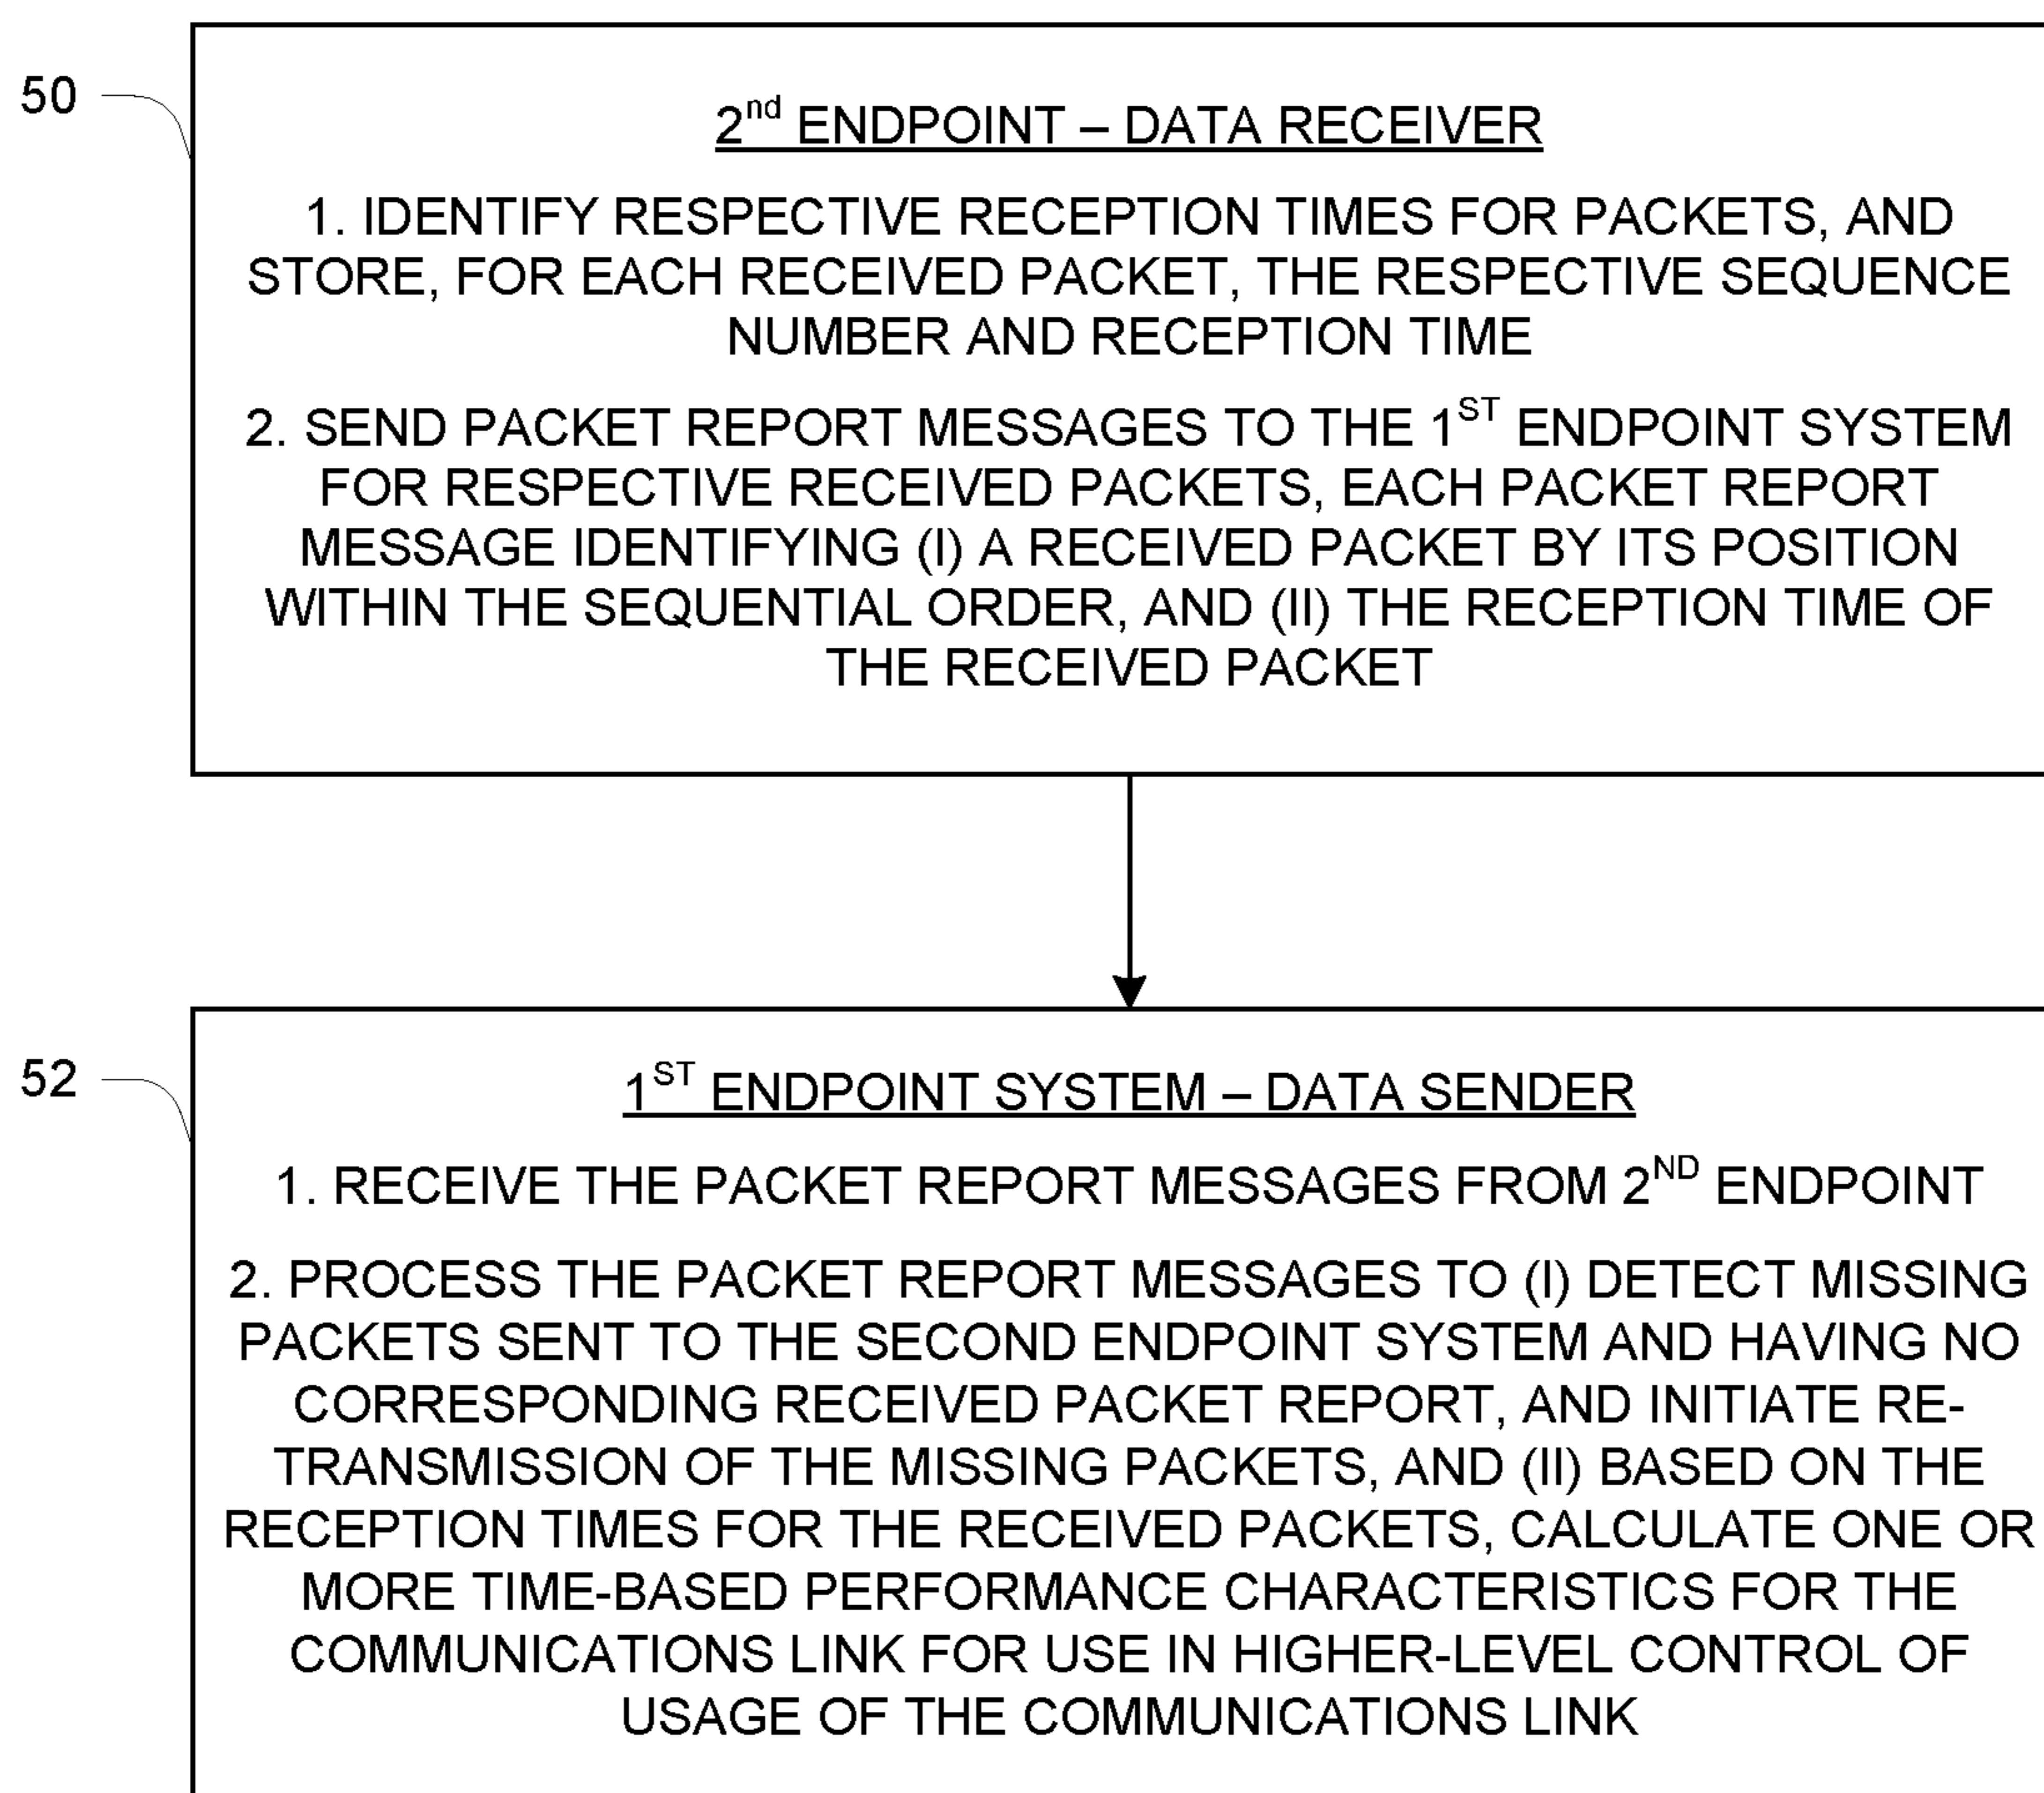 50
2nd ENDPOINT – DATA RECEIVER
1. IDENTIFY RESPECTIVE RECEPTION TIMES FOR PACKETS, AND
STORE, FOR EACH RECEIVED PACKET, THE RESPECTIVE SEQUENCE
NUMBER AND RECEPTION TIME
2. SEND PACKET REPORT MESSAGES TO THE 1ST ENDPOINT SYSTEM
FOR RESPECTIVE RECEIVED PACKETS, EACH PACKET REPORT
MESSAGE IDENTIFYING (I) A RECEIVED PACKET BY ITS POSITION
WITHIN THE SEQUENTIAL ORDER, AND (II) THE RECEPTION TIME OF
THE RECEIVED PACKET
52
1ST ENDPOINT SYSTEM – DATA SENDER
1. RECEIVE THE PACKET REPORT MESSAGES FROM 2ND ENDPOINT
2. PROCESS THE PACKET REPORT MESSAGES TO (I) DETECT MISSING
PACKETS SENT TO THE SECOND ENDPOINT SYSTEM AND HAVING NO
CORRESPONDING RECEIVED PACKET REPORT, AND INITIATE RE-
TRANSMISSION OF THE MISSING PACKETS, AND (II) BASED ON THE
RECEPTION TIMES FOR THE RECEIVED PACKETS, CALCULATE ONE OR
MORE TIME-BASED PERFORMANCE CHARACTERISTICS FOR THE
COMMUNICATIONS LINK FOR USE IN HIGHER-LEVEL CONTROL OF
USAGE OF THE COMMUNICATIONS LINK